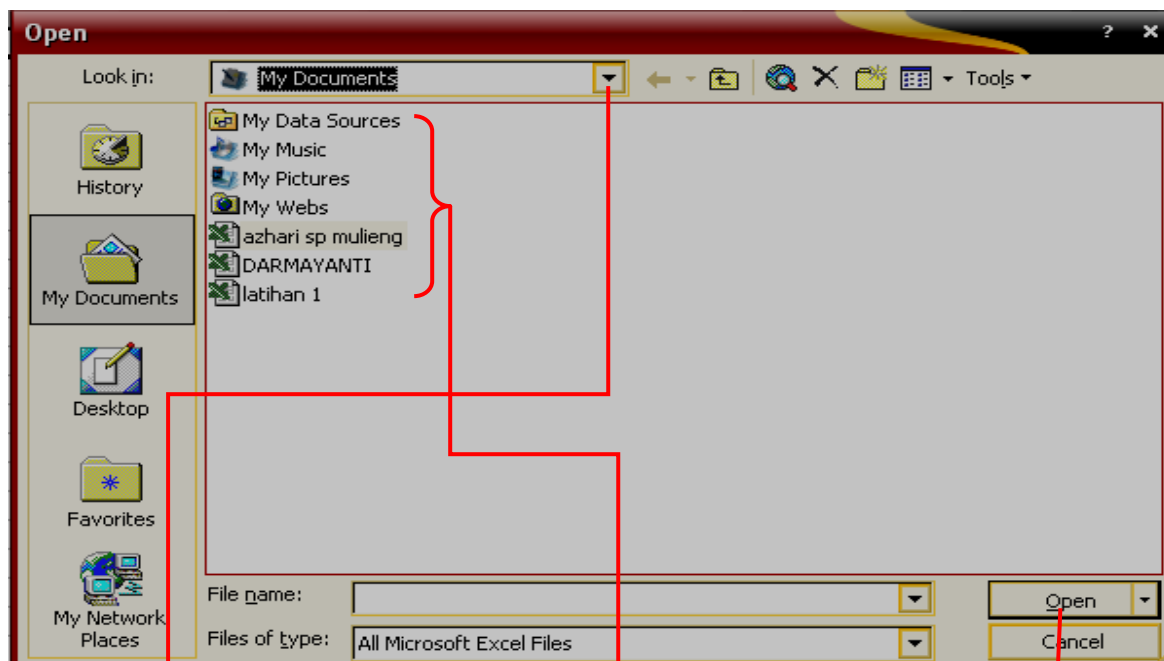 Open
Look in:
My Documents
Tools
History
My Documents
Desktop
Favorites
My Network
Places
My Data Sources
My Music
My Pictures
My Webs
azhari sp mulieng
DARMAYANTI
latihan 1
File name:
Open
Files of type:
All Microsoft Excel Files
Cancel